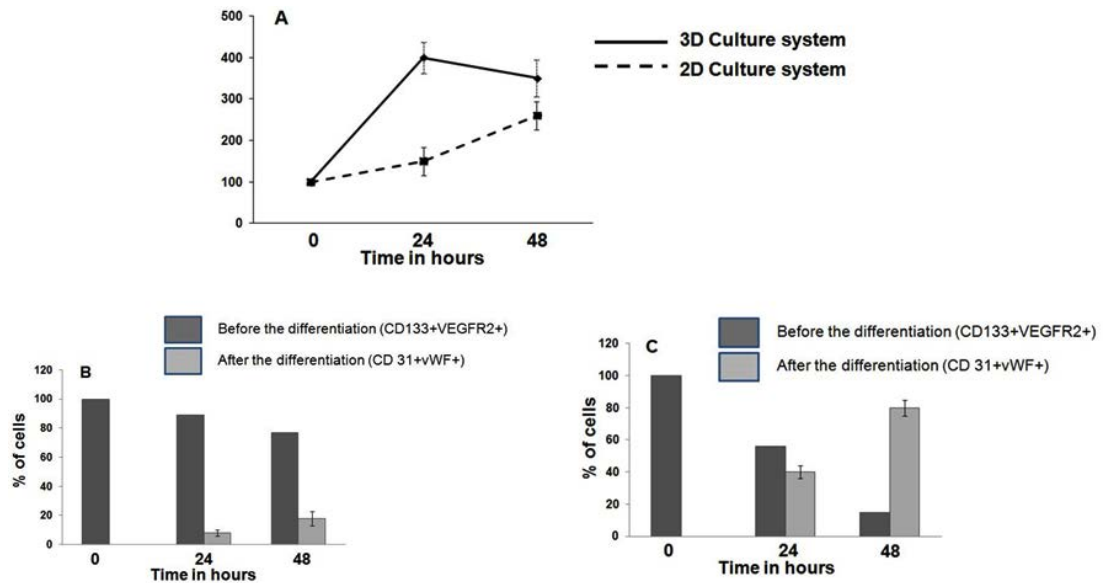 A
500
400
300
200
100
0
0 24 48
Time in hours
3D Culture system
2D Culture system
Before the differentiation (CD133+VEGFR2+)
After the differentiation (CD 31+vWF+)
B
120
100
80
60
40
20
0
% of cells
0 24 48
Time in hours
Before the differentiation (CD133+VEGFR2+)
After the differentiation (CD 31+vWF+)
C
120
100
80
60
40
20
0
% of cells
0 24 48
Time in hours